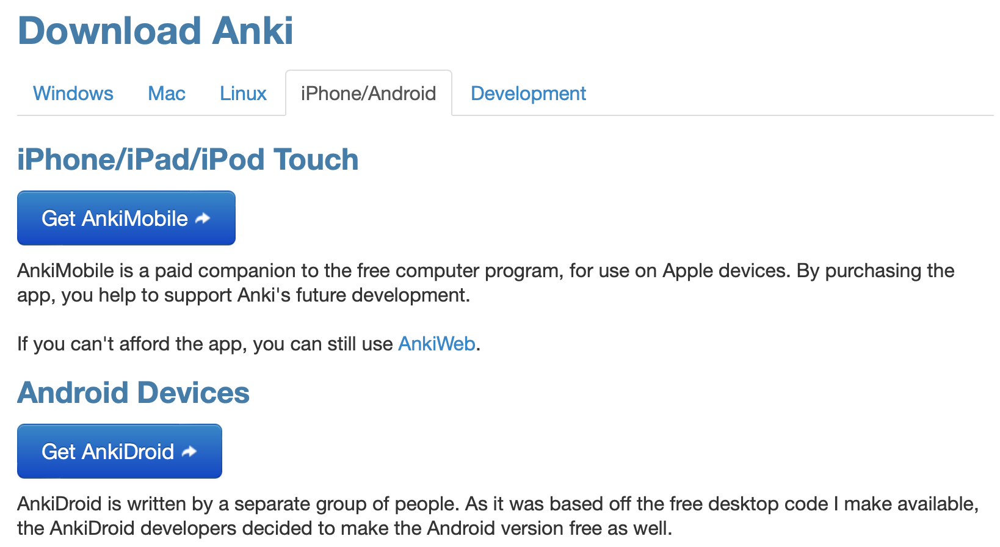 Download Anki
Windows Mac Linux iPhone/Android Development
iPhone/iPad/iPod Touch
Get AnkiMobile
AnkiMobile is a paid companion to the free computer program, for use on Apple devices. By purchasing the
app, you help to support Anki's future development.
If you can't afford the app, you can still use AnkiWeb.
Android Devices
Get AnkiDroid
AnkiDroid is written by a separate group of people. As it was based off the free desktop code I make available,
the AnkiDroid developers decided to make the Android version free as well.